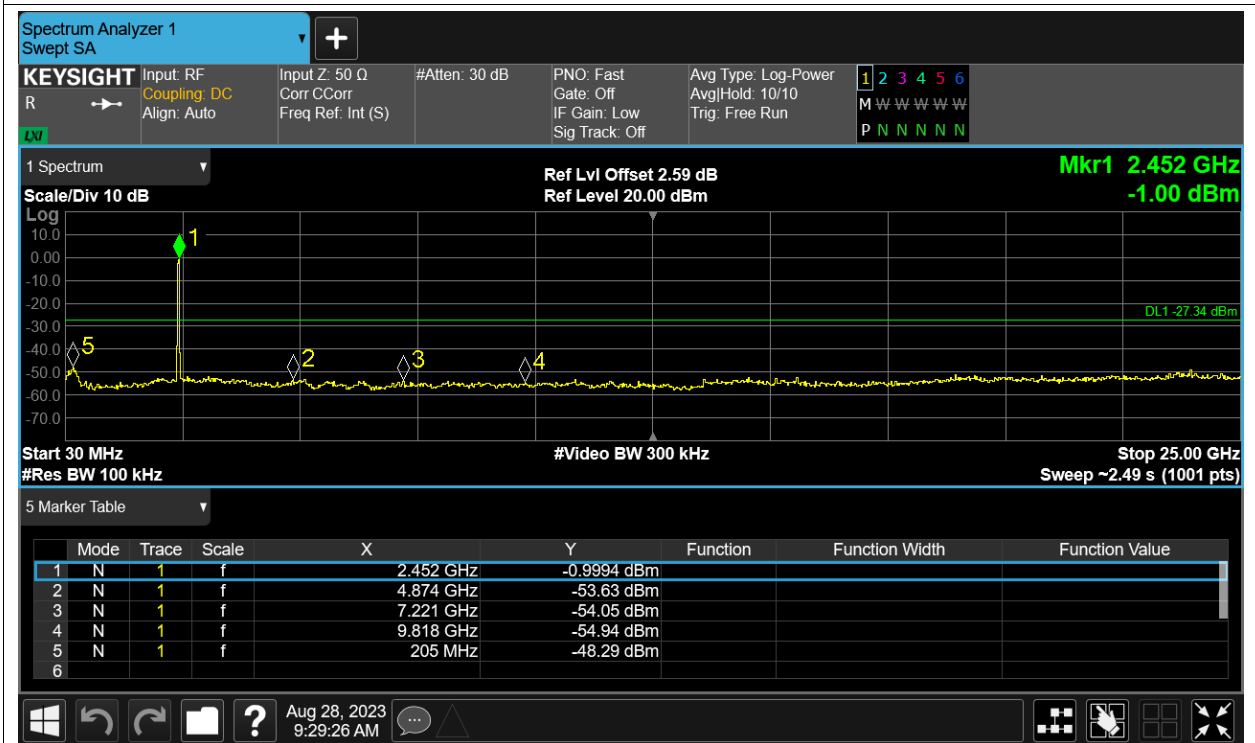 Spectrum Analyzer 1
Swept SA
KEYSIGHT Input: RF Input Z: 50 Ω #Atten: 30 dB PNO: Fast Avg Type: Log-Power 1 2 3 4 5 6
R Coupling: DC Corr CCorr Gate: Off Avg|Hold: 10/10 M W W W W W
Align: Auto Freq Ref: Int (S) IF Gain: Low Trig: Free Run
LXI Sig Track: Off P N N N N N
1 Spectrum Ref Lvl Offset 2.59 dB Mkr1 2.452 GHz
Scale/Div 10 dB Ref Level 20.00 dBm -1.00 dBm
Log
10.0 1
0.00
-10.0
-20.0
DL1 -27.34 dBm
-30.0
-40.0 5 2 3 4
-50.0
-60.0
-70.0
Start 30 MHz #Video BW 300 kHz Stop 25.00 GHz
#Res BW 100 kHz Sweep ~2.49 s (1001 pts)
5 Marker Table
Mode Trace Scale X Y Function Function Width Function Value
1 N 1 f 2.452 GHz -0.9994 dBm
2 N 1 f 4.874 GHz -53.63 dBm
3 N 1 f 7.221 GHz -54.05 dBm
4 N 1 f 9.818 GHz -54.94 dBm
5 N 1 f 205 MHz -48.29 dBm
6
? Aug 28, 2023
9:29:26 AM